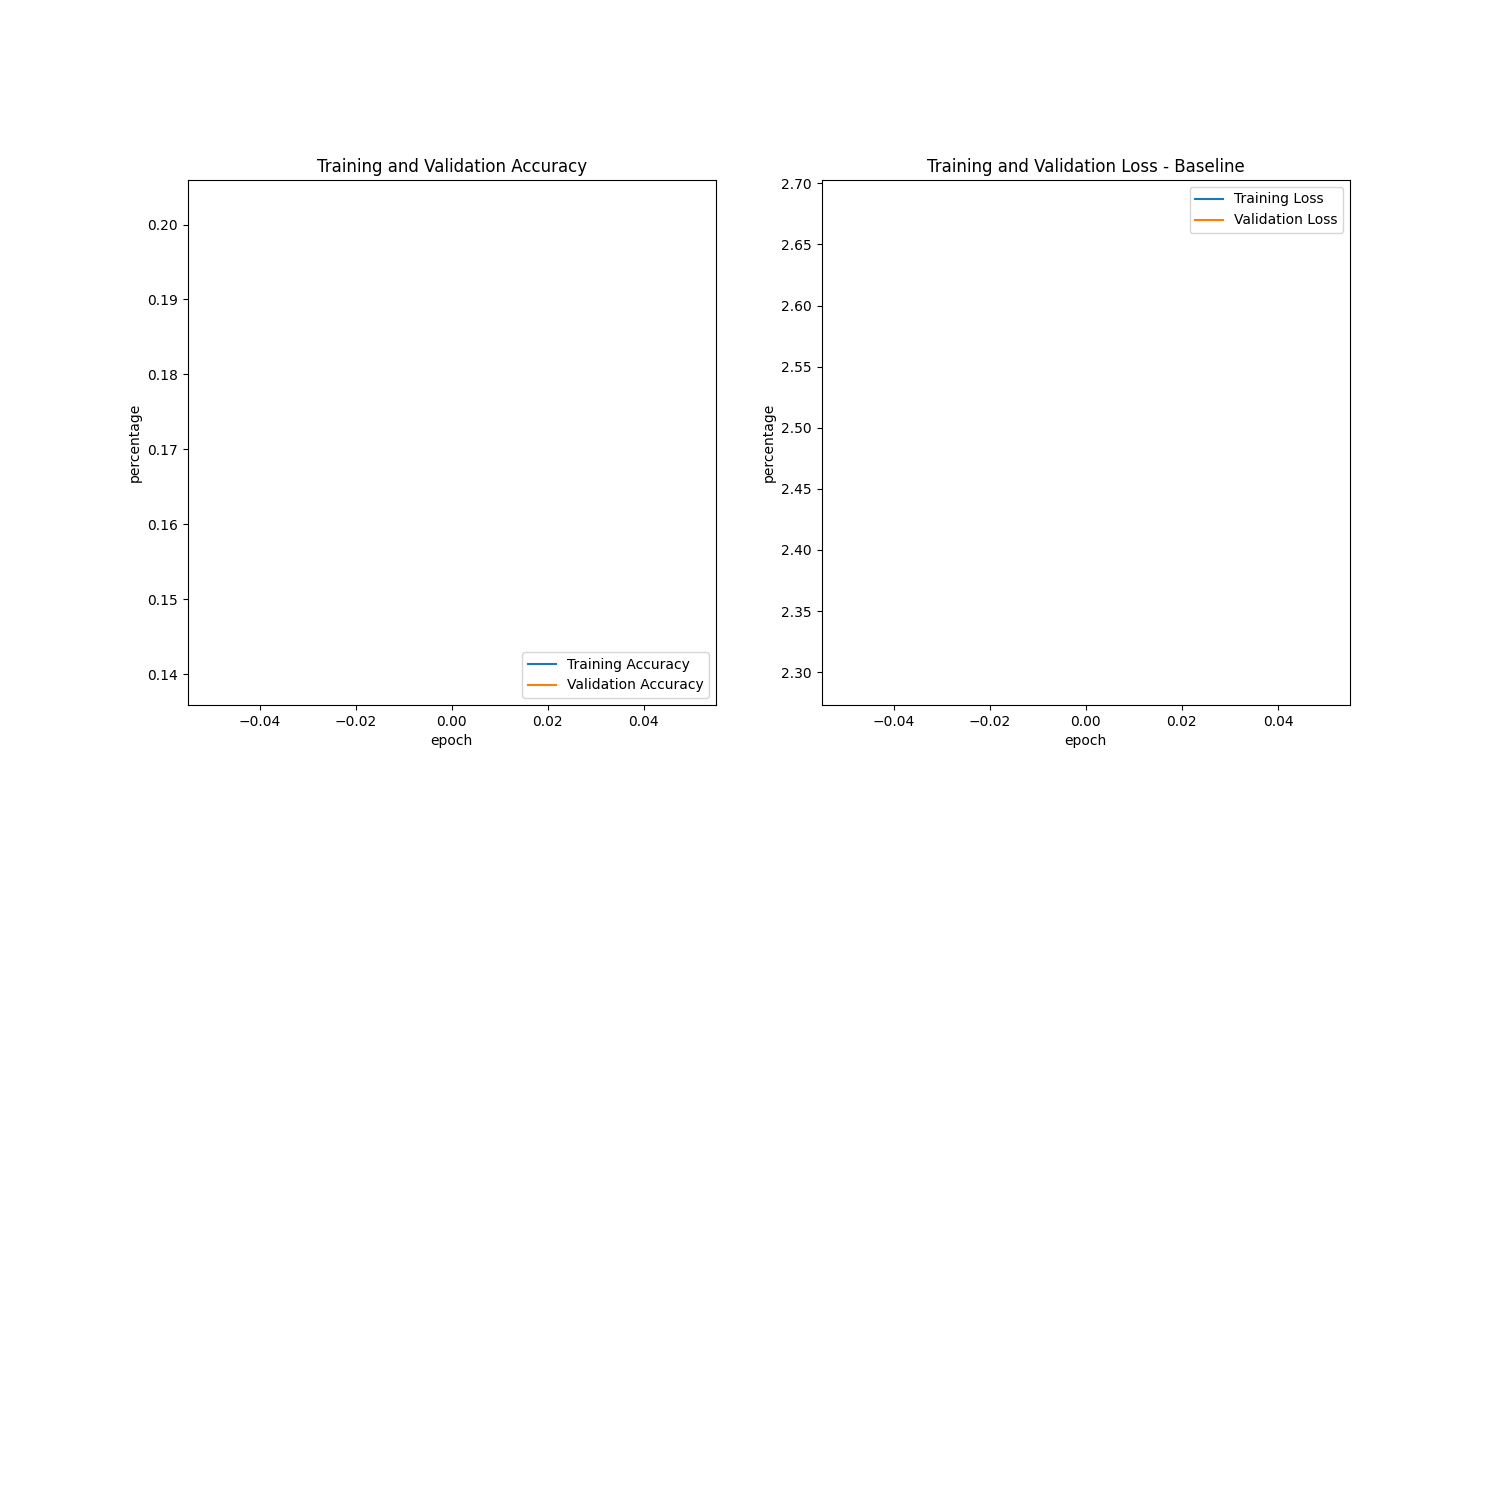 Training and Validation Accuracy
0.20
0.19
0.18
0.17
0.16
0.15
0.14
percentage
−0.04 −0.02 0.00 0.02 0.04
epoch
Training Accuracy
Validation Accuracy
Training and Validation Loss - Baseline
2.70
2.65
2.60
2.55
2.50
2.45
2.40
2.35
2.30
percentage
−0.04 −0.02 0.00 0.02 0.04
epoch
Training Loss
Validation Loss